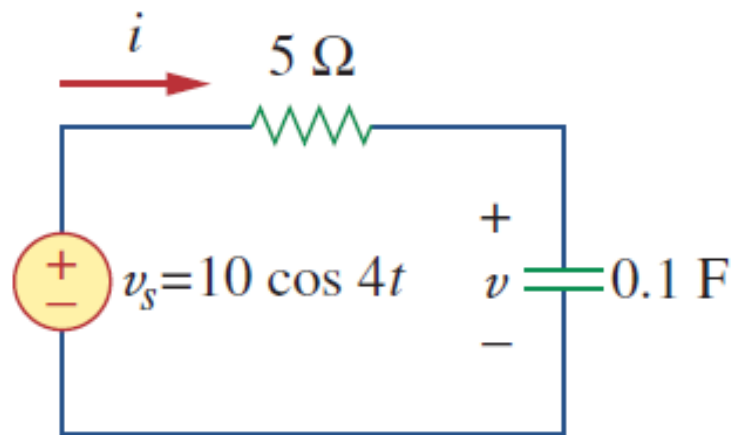 i
5 Ω
+
+
−
vₛ=10 cos 4t
v
0.1 F
−